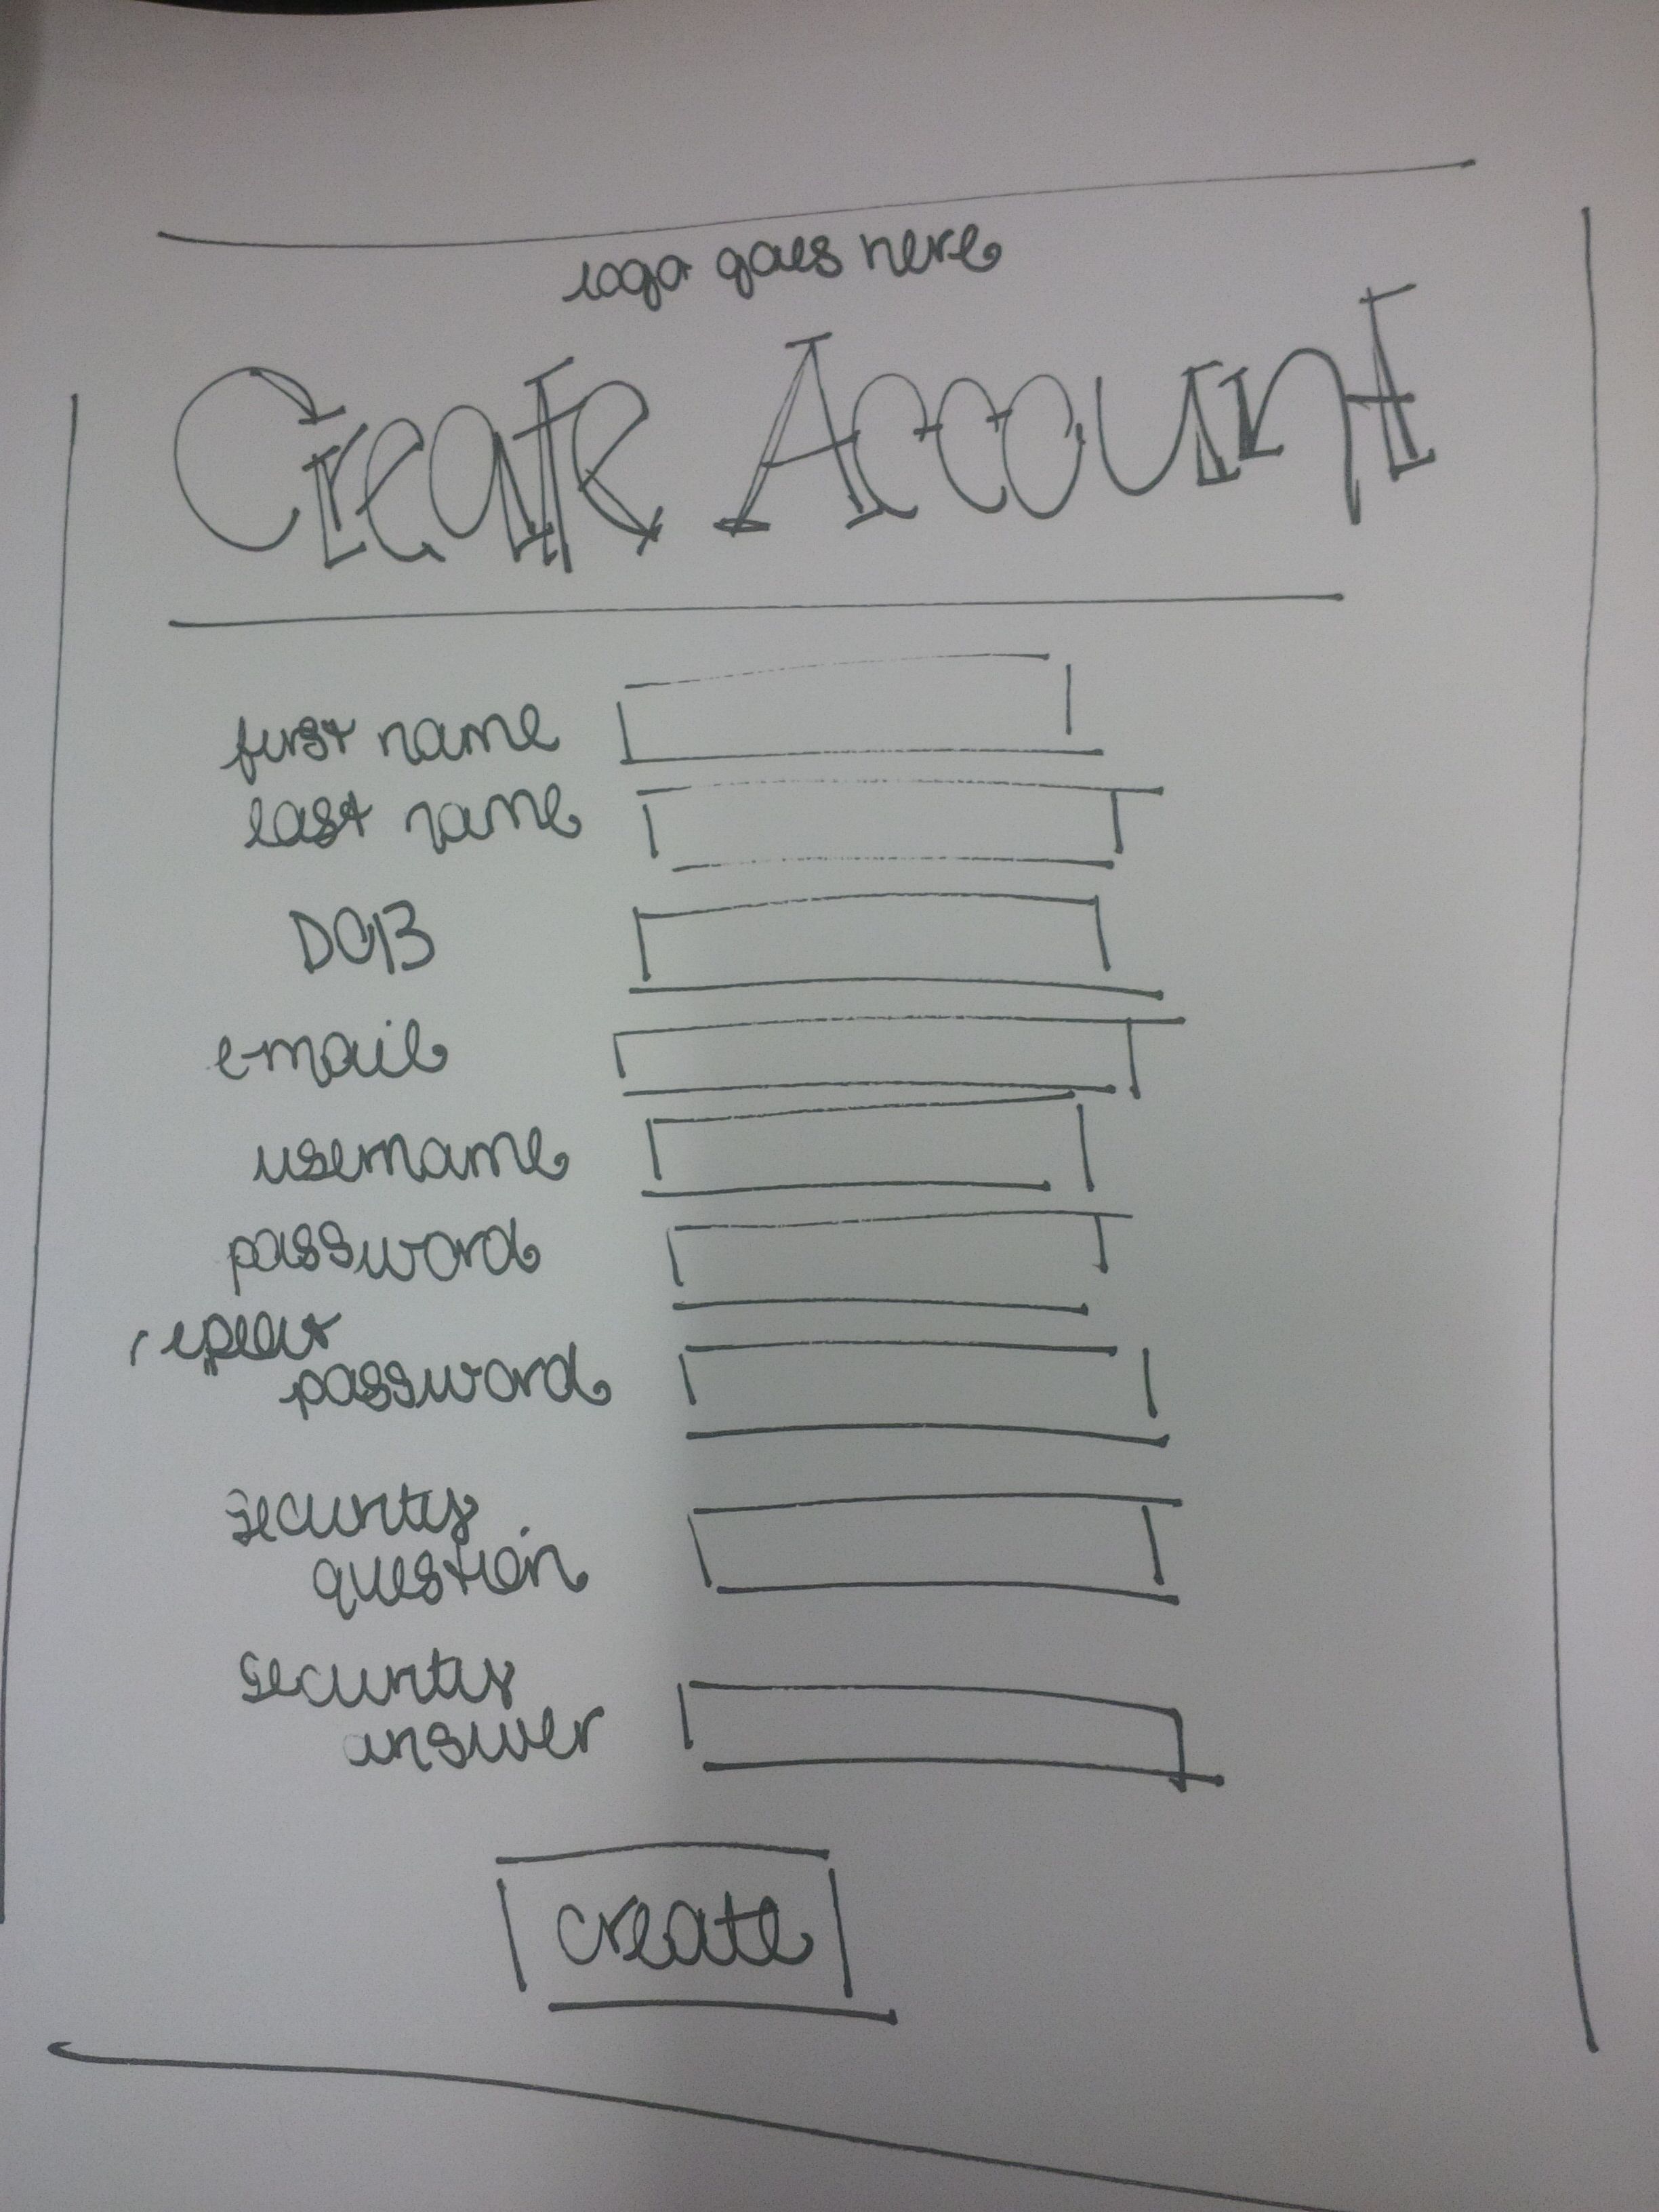 logo goes here
Create Account
first name
last name
DOB
e-mail
username
password
repeat
password
security
question
security
answer
create